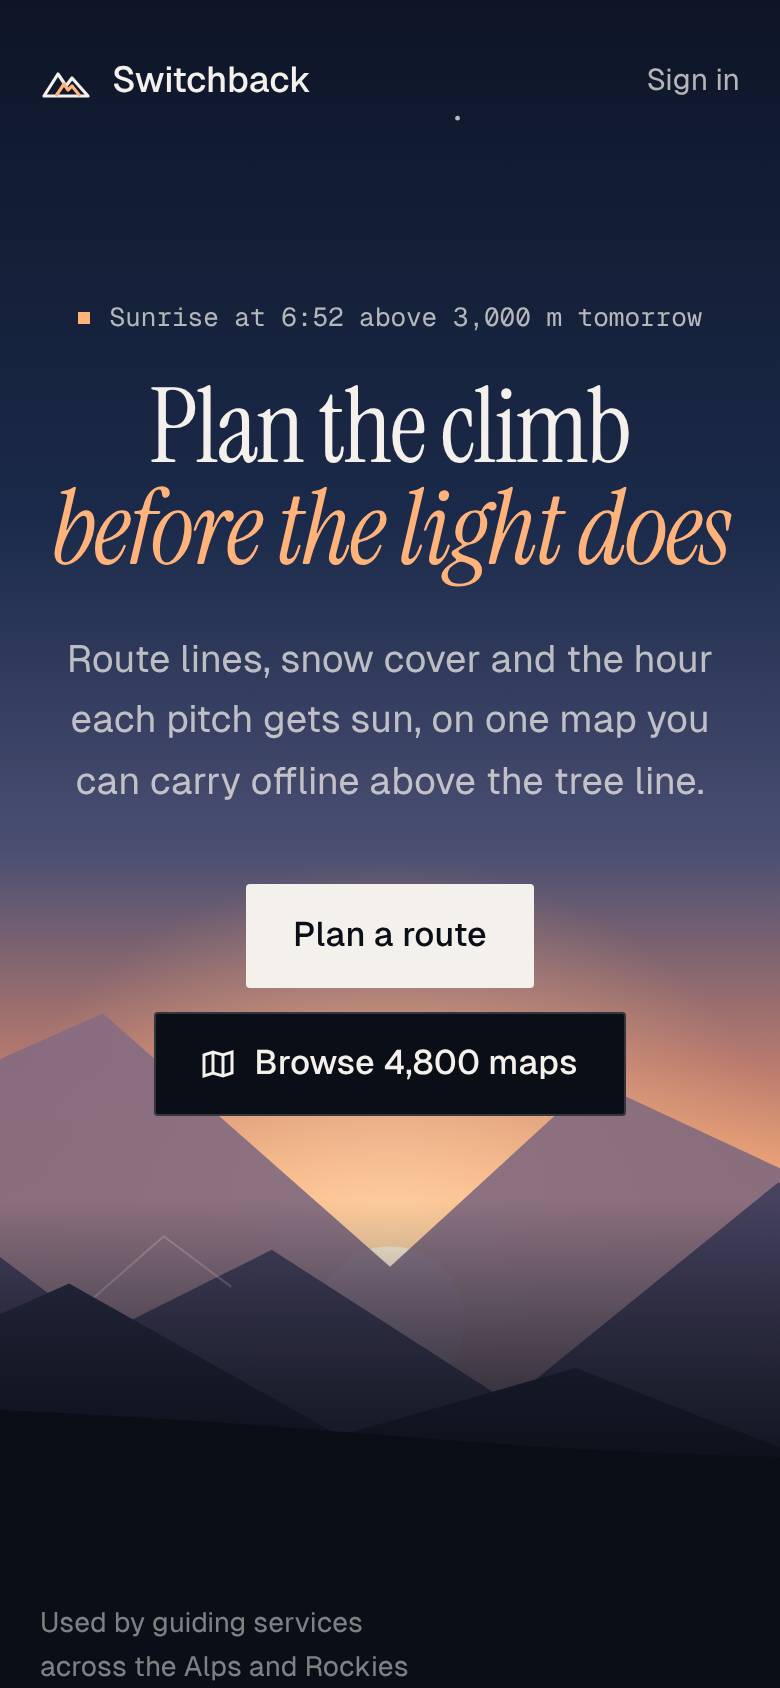 Switchback
Sign in
Sunrise at 6:52 above 3,000 m tomorrow
Plan the climb
before the light does
Route lines, snow cover and the hour
each pitch gets sun, on one map you
can carry offline above the tree line.
Plan a route
Browse 4,800 maps
Used by guiding services
across the Alps and Rockies